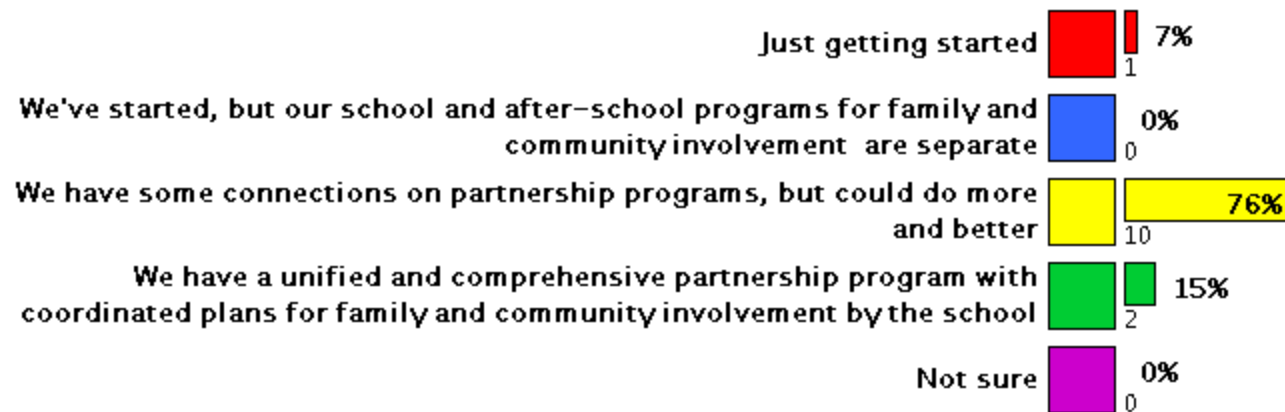 Just getting started
7%
1
We've started, but our school and after-school programs for family and
community involvement are separate
0%
0
We have some connections on partnership programs, but could do more
and better
76%
10
We have a unified and comprehensive partnership program with
coordinated plans for family and community involvement by the school
15%
2
Not sure
0%
0